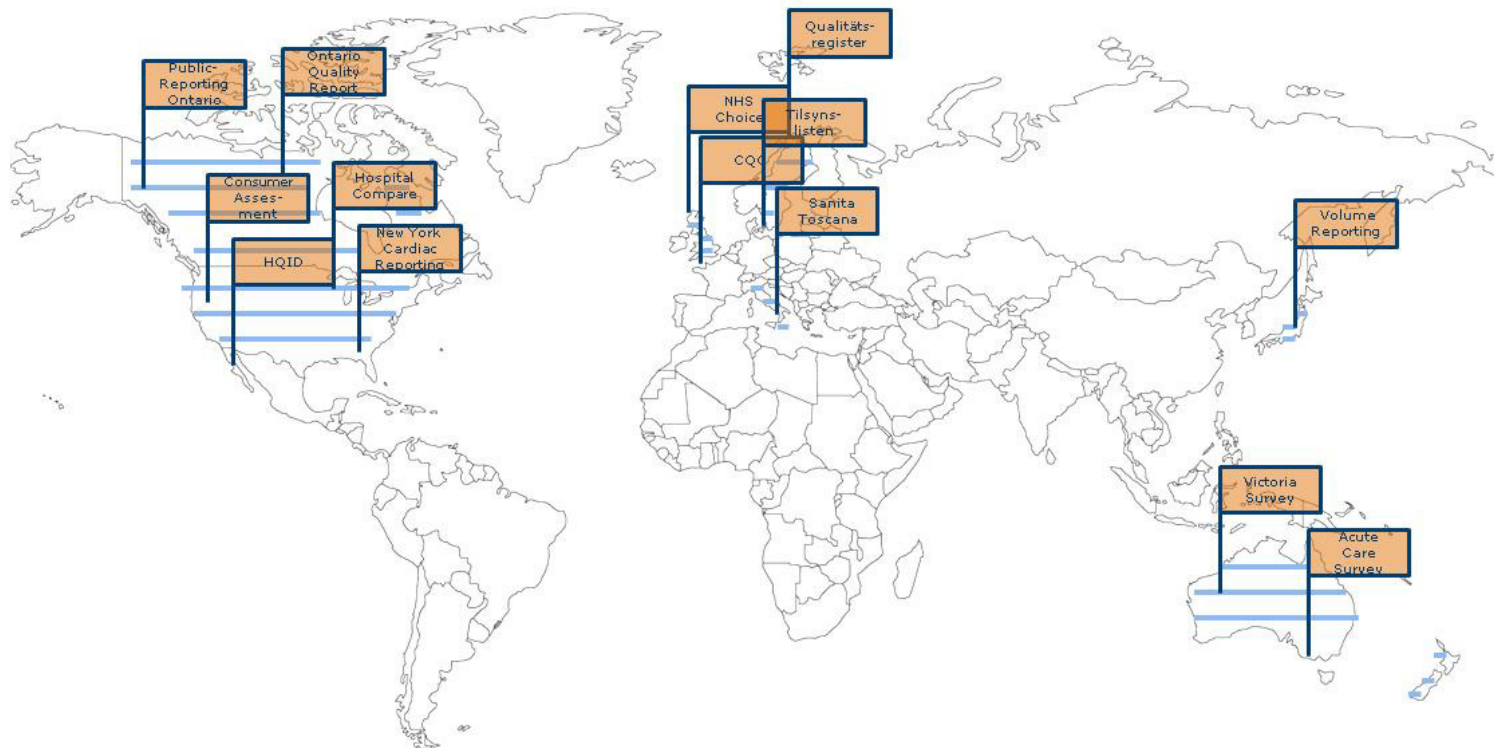 Public-
Reporting
Ontario
Ontario
Quality
Report
Consumer
Asses-
ment
Hospital
Compare
HQID
New York
Cardiac
Reporting
Qualitäts-
register
NHS
Choice
Tilsyns-
listen
CQC
Sanita
Toscana
Volume
Reporting
Victoria
Survey
Acute
Care
Survey